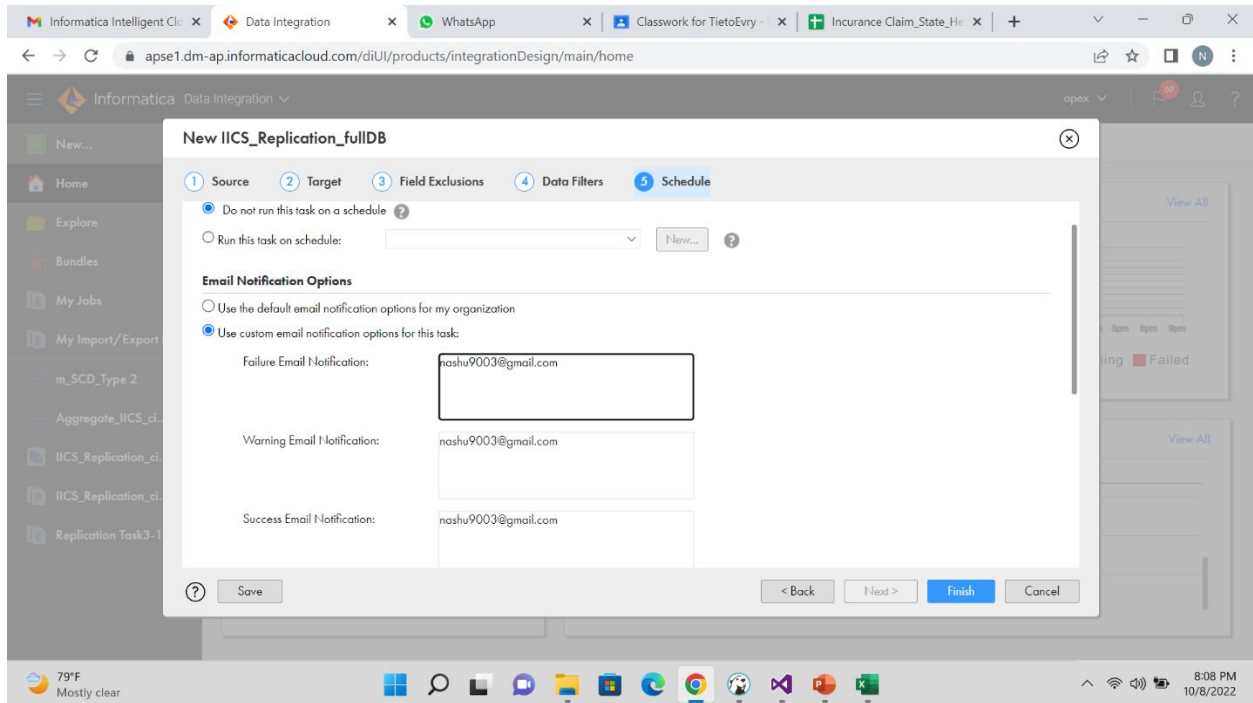 Informatica Intelligent Clo
Data Integration
WhatsApp
Classwork for TietoEvry -
Incurance Claim_State_He
apse1.dm-ap.informaticacloud.com/diUI/products/integrationDesign/main/home
N
Informatica Data Integration
apex
69
?
New...
Home
Explore
Bundles
My Jobs
My Import/Export
m_SCD_Type 2
Aggregate_IICS_ci...
IICS_Replication_ci...
IICS_Replication_ci...
Replication Task3-1
New IICS_Replication_fullDB
1 Source
2 Target
3 Field Exclusions
4 Data Filters
5 Schedule
Do not run this task on a schedule ?
Run this task on schedule:
New...
?
Email Notification Options
Use the default email notification options for my organization
Use custom email notification options for this task:
Failure Email Notification:
nashu9003@gmail.com
Warning Email Notification:
nashu9003@gmail.com
Success Email Notification:
nashu9003@gmail.com
? Save
< Back
Next >
Finish
Cancel
View All
8pm
ing
Failed
View All
79°F
Mostly clear
8:08 PM
10/8/2022